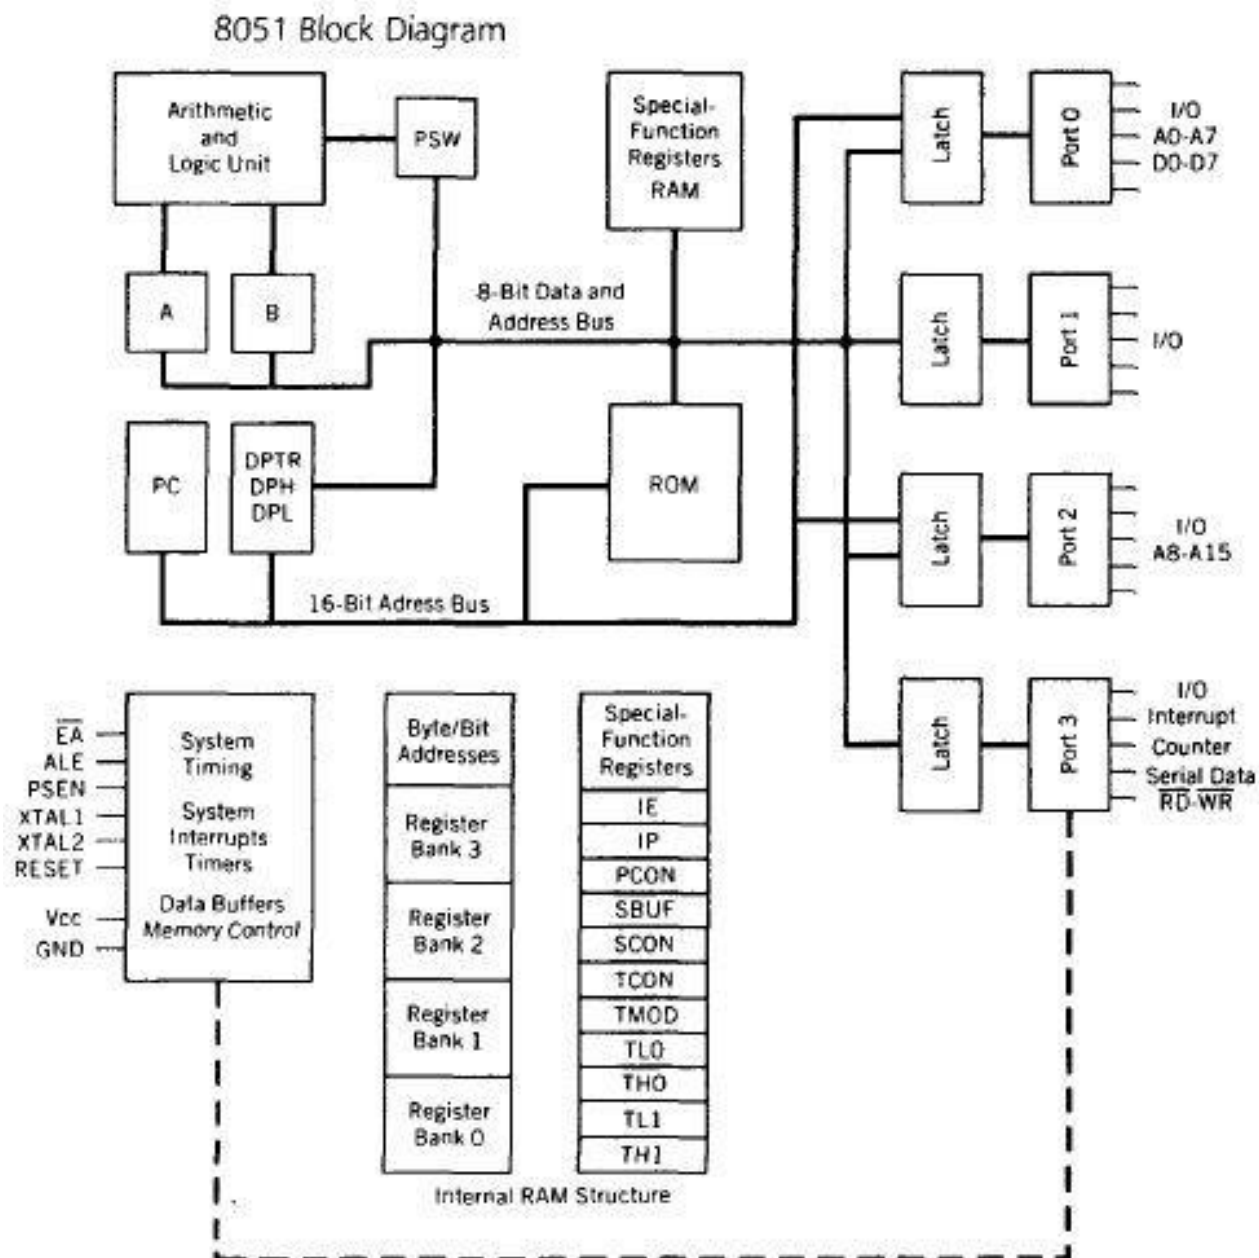 8051 Block Diagram
Arithmetic
and
Logic Unit
PSW
A
B
PC
DPTR
DPH
DPL
8-Bit Data and
Address Bus
16-Bit Adress Bus
Special-
Function
Registers
RAM
ROM
Latch
Port 0
I/O
A0-A7
D0-D7
Latch
Port 1
I/O
Latch
Port 2
I/O
A8-A15
Latch
Port 3
I/O
Interrupt
Counter
Serial Data
R̅D̅-W̅R̅
E̅A̅
ALE
PSEN
XTAL1
XTAL2
RESET
Vcc
GND
System
Timing
System
Interrupts
Timers
Data Buffers
Memory Control
Byte/Bit
Addresses
Register
Bank 3
Register
Bank 2
Register
Bank 1
Register
Bank 0
Special-
Function
Registers
IE
IP
PCON
SBUF
SCON
TCON
TMOD
TL0
TH0
TL1
TH1
Internal RAM Structure